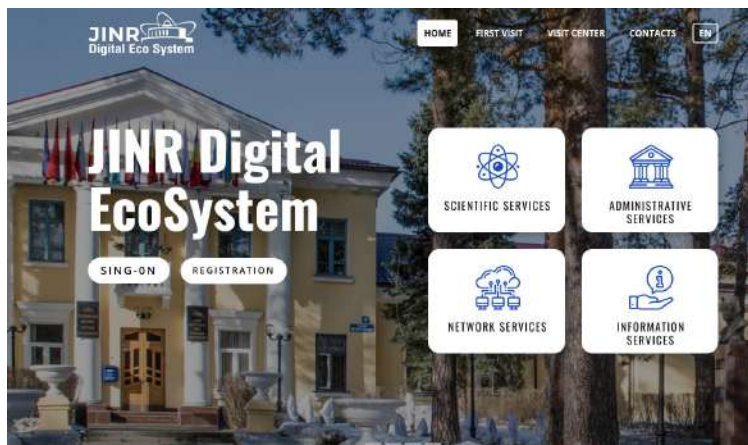 JINR
Digital Eco System
HOME
FIRST VISIT
VISIT CENTER
CONTACTS
EN
JINR Digital
EcoSystem
SING-0N
REGISTRATION
SCIENTIFIC SERVICES
ADMINISTRATIVE
SERVICES
NETWORK SERVICES
INFORMATION
SERVICES